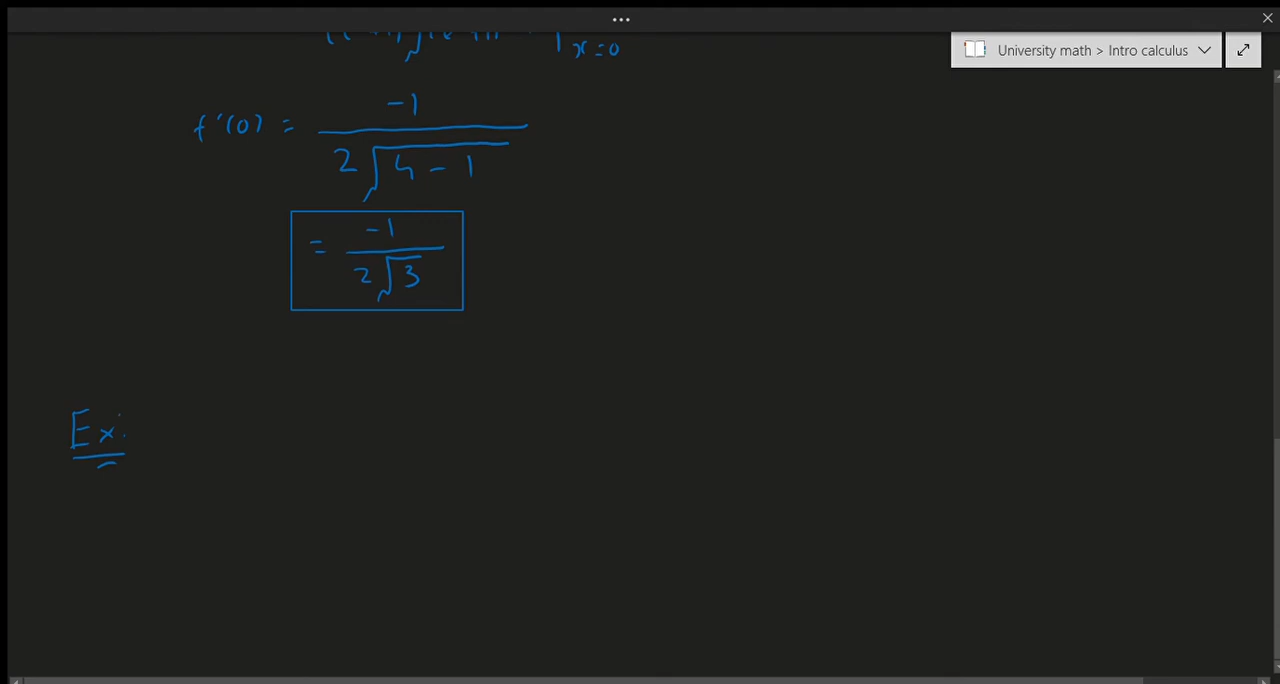 University math > Intro calculus
x=0
f'(0) = -1 / 2√(4 - 1)
= -1 / 2√3
Ex: